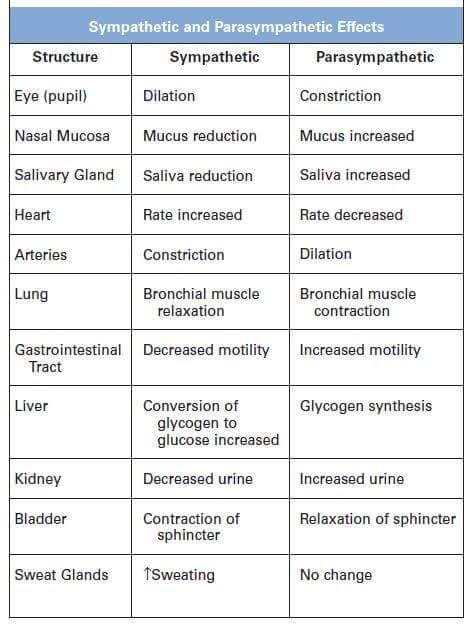 Sympathetic and Parasympathetic Effects
Structure Sympathetic Parasympathetic
Eye (pupil) Dilation Constriction
Nasal Mucosa Mucus reduction Mucus increased
Salivary Gland Saliva reduction Saliva increased
Heart Rate increased Rate decreased
Arteries Constriction Dilation
Lung Bronchial muscle Bronchial muscle
relaxation contraction
Gastrointestinal Decreased motility Increased motility
Tract
Liver Conversion of Glycogen synthesis
glycogen to
glucose increased
Kidney Decreased urine Increased urine
Bladder Contraction of Relaxation of sphincter
sphincter
Sweat Glands ↑Sweating No change